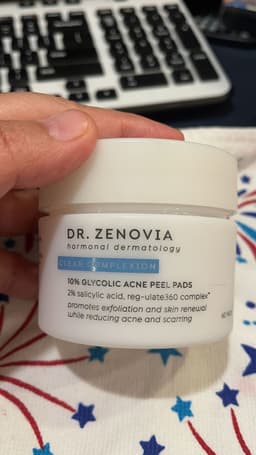 DR. ZENOVIA
hormonal dermatology
CLEAR COMPLEXION
10% GLYCOLIC ACNE PEEL PADS
2% salicylic acid, reg-ulate360 complex™
promotes exfoliation and skin renewal
while reducing acne and scarring